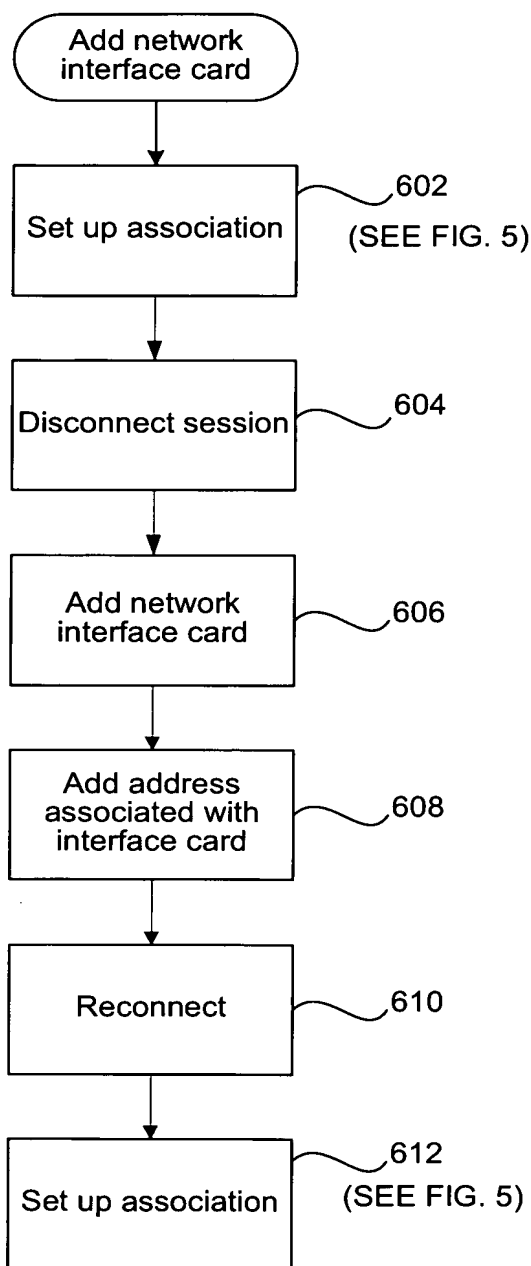 Add network
interface card
602
Set up association
(SEE FIG. 5)
604
Disconnect session
Add network
interface card
606
Add address
associated with
interface card
608
Reconnect
610
612
Set up association
(SEE FIG. 5)